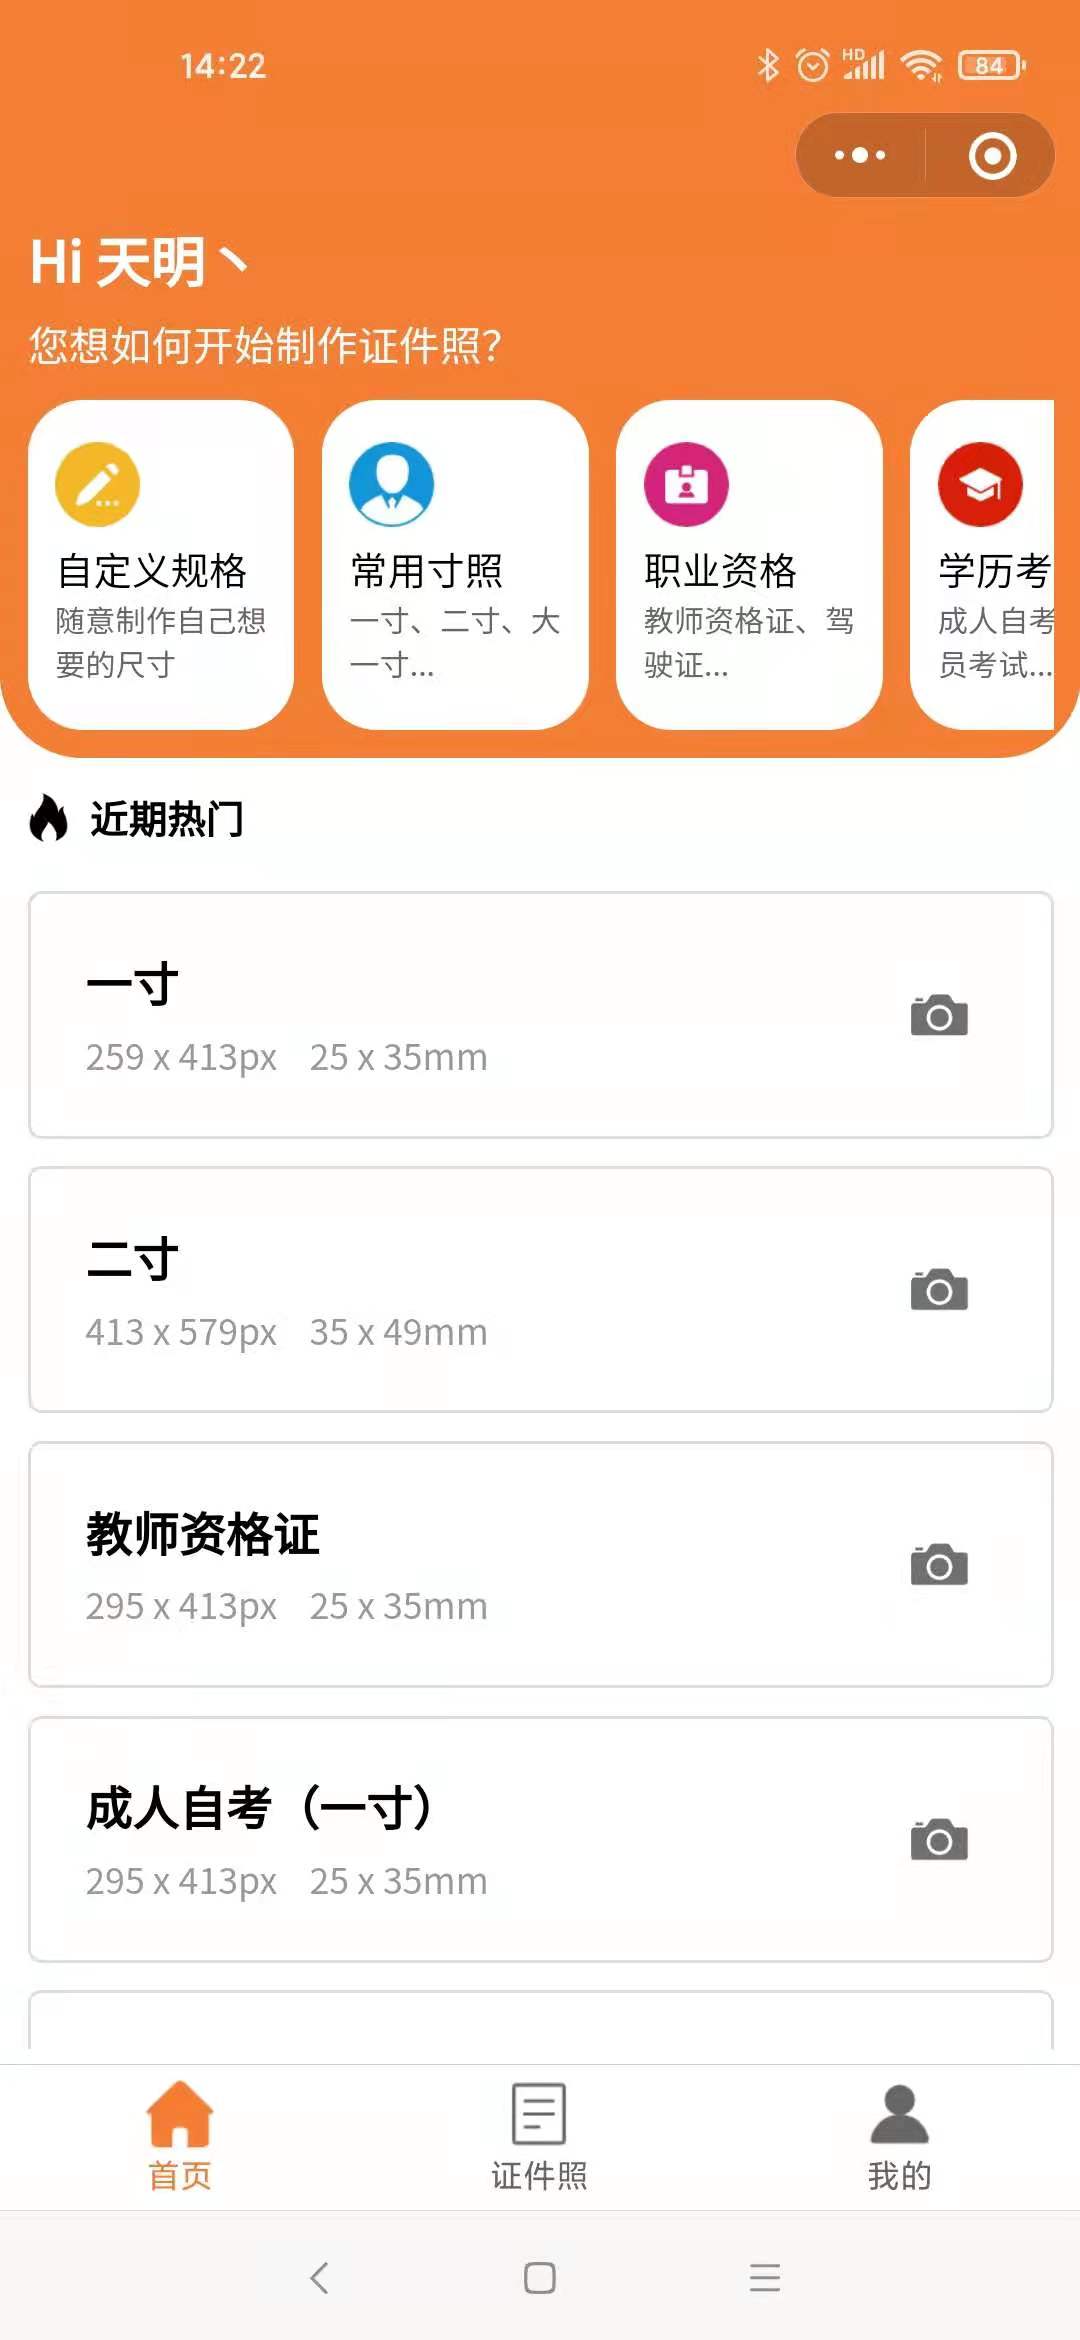 14:22
HD
84
Hi 天明丶
您想如何开始制作证件照?
自定义规格
随意制作自己想
要的尺寸
常用寸照
一寸、二寸、大
一寸...
职业资格
教师资格证、驾
驶证...
学历考
成人自考
员考试...
近期热门
一寸
259 x 413px 25 x 35mm
二寸
413 x 579px 35 x 49mm
教师资格证
295 x 413px 25 x 35mm
成人自考（一寸）
295 x 413px 25 x 35mm
首页
证件照
我的